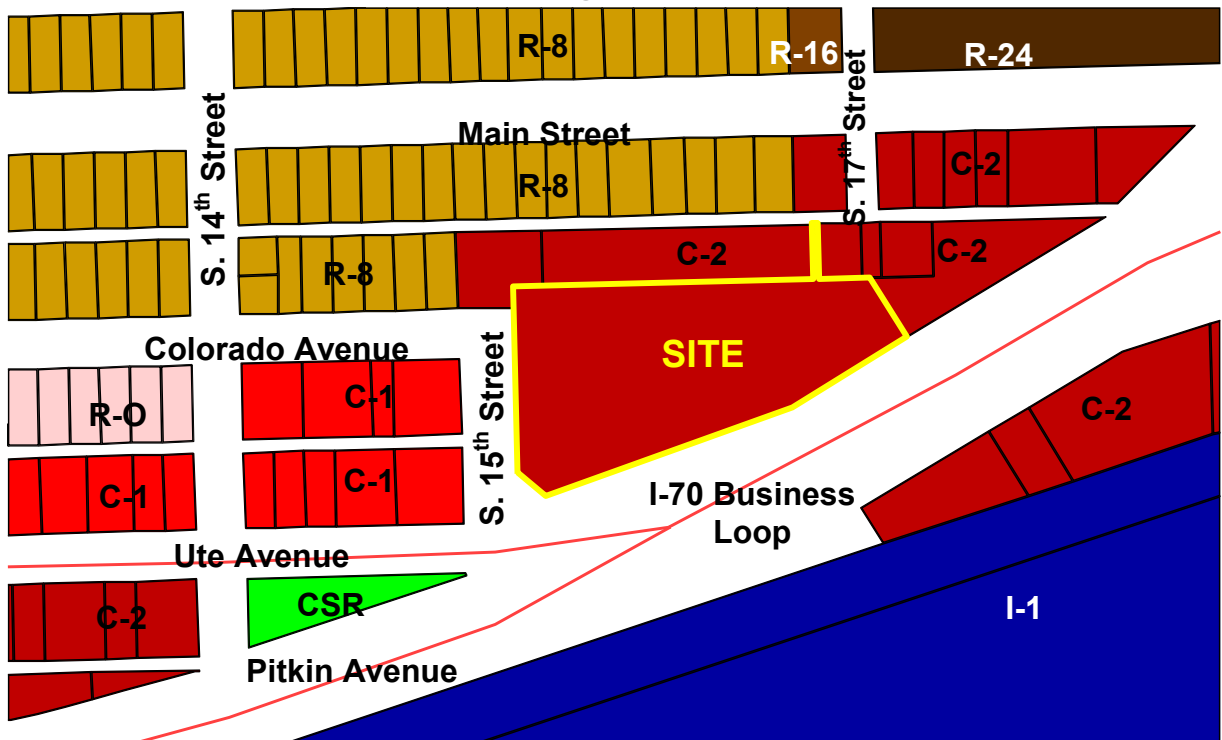 R-8
R-16
R-24
S. 14th Street
Main Street
S. 17th Street
R-8
C-2
R-8
C-2
C-2
Colorado Avenue
SITE
S. 15th Street
R-O
C-1
C-2
C-1
C-1
I-70 Business
Loop
Ute Avenue
C-2
CSR
I-1
Pitkin Avenue